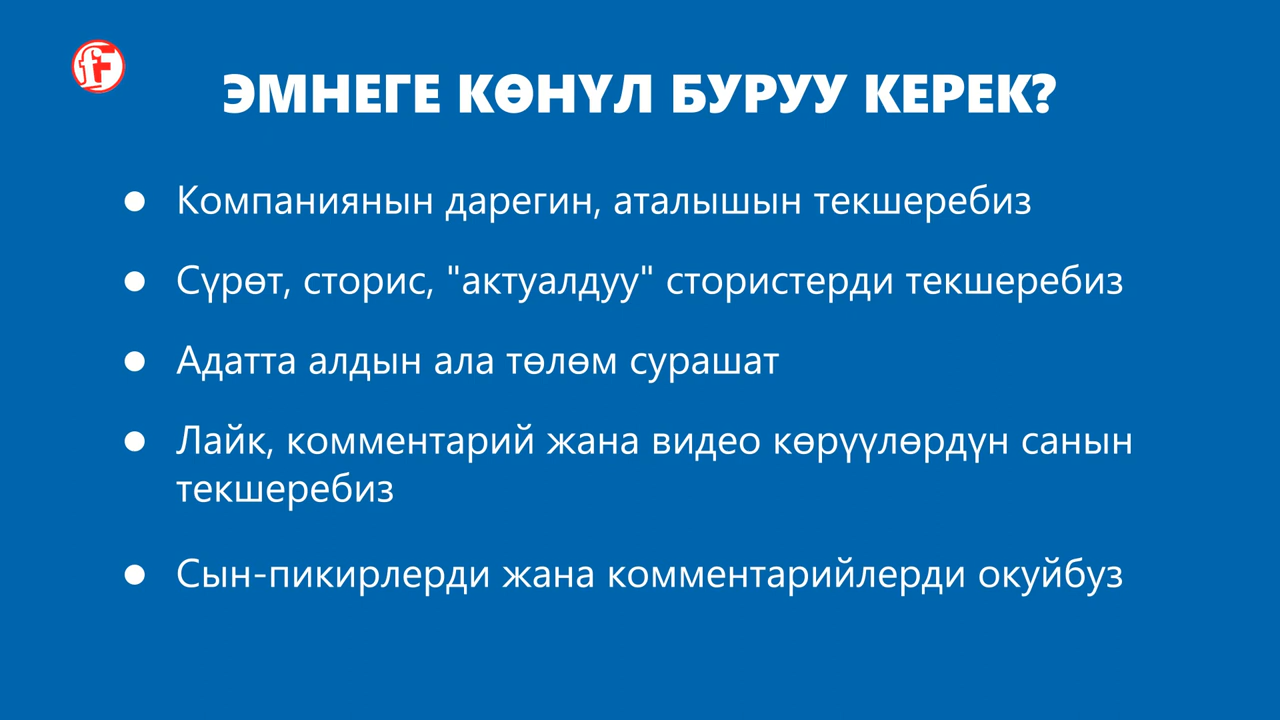 ЭМНЕГЕ КӨНҮЛ БУРУУ КЕРЕК?
Компаниянын дарегин, аталышын текшеребиз
Сүрөт, сторис, "актуалдуу" стористерди текшеребиз
Адатта алдын ала төлөм сурашат
Лайк, комментарий жана видео көрүүлөрдүн санын
текшеребиз
Сын-пикирлерди жана комментарийлерди окуйбуз